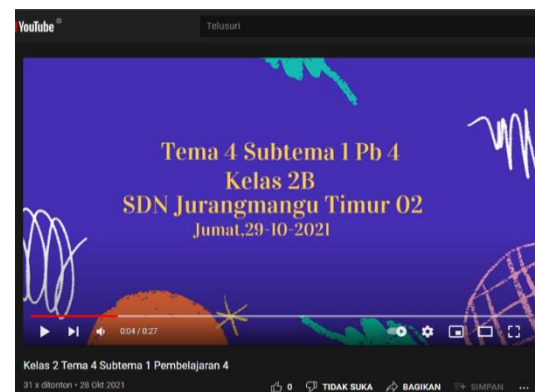 YouTube ID
Telusuri
Tema 4 Subtema 1 Pb 4
Kelas 2B
SDN Jurangmangu Timur 02
Jumat,29-10-2021
0:04 / 0:27
Kelas 2 Tema 4 Subtema 1 Pembelajaran 4
31 x ditonton • 28 Okt 2021 0 TIDAK SUKA BAGIKAN SIMPAN ...